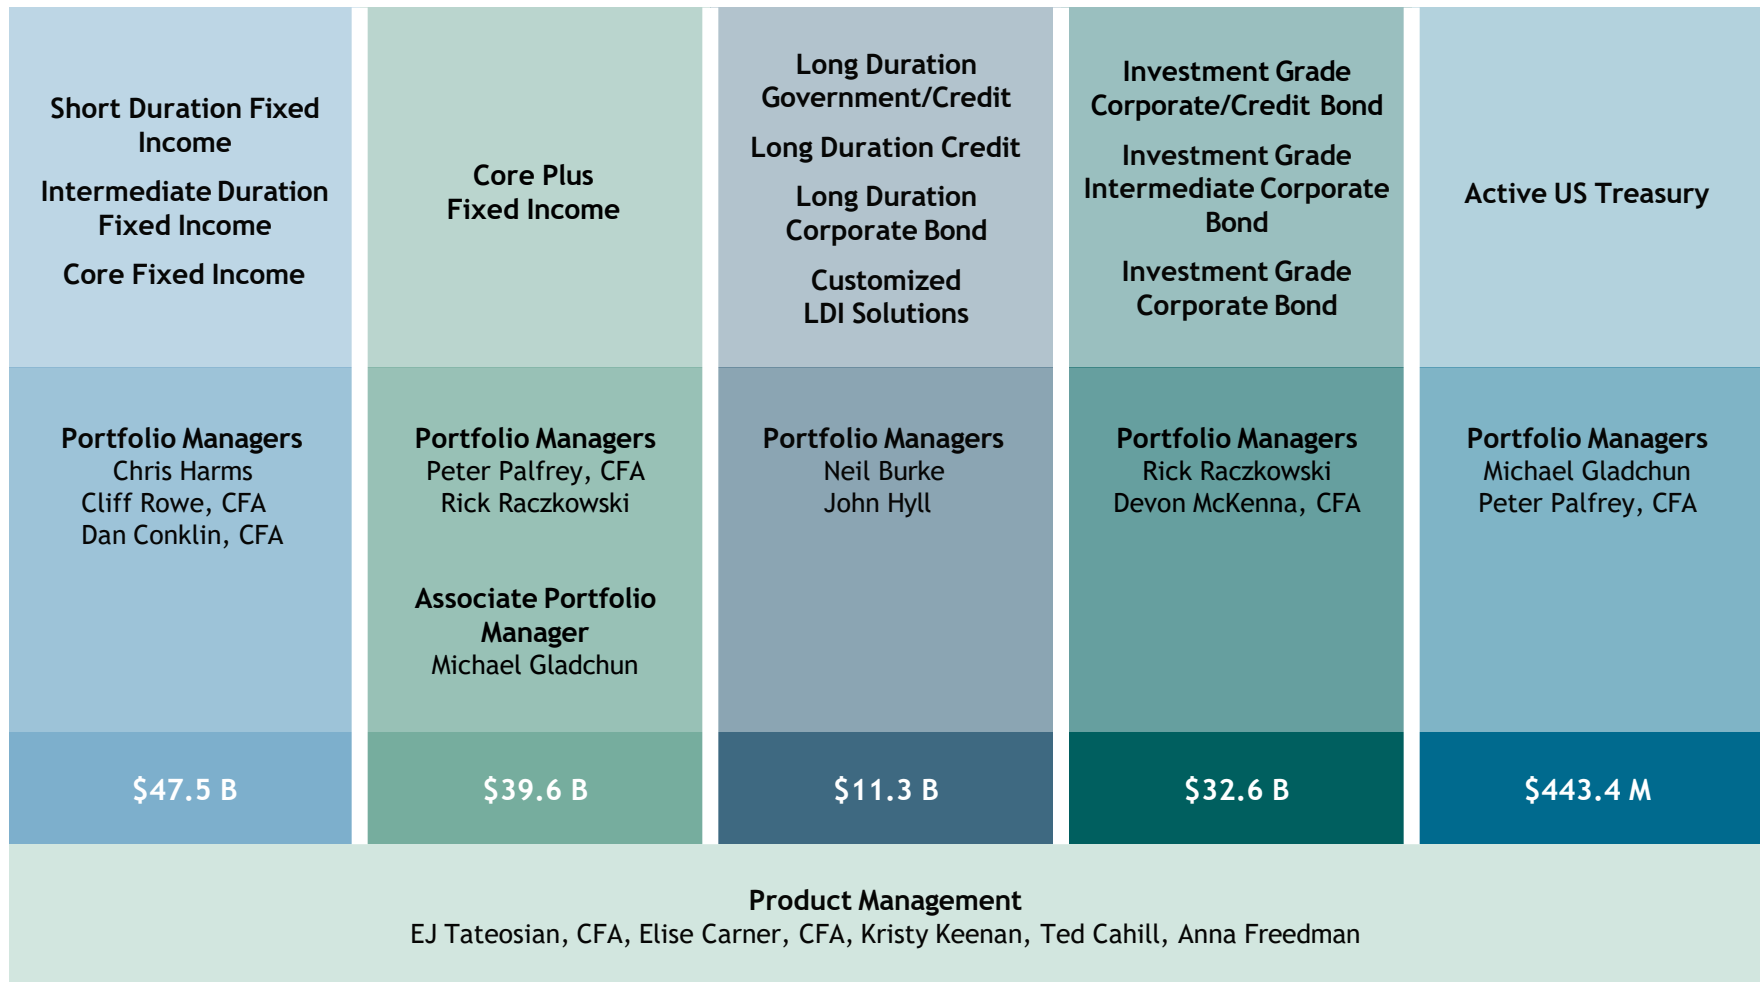 Short Duration Fixed
Income
Intermediate Duration
Fixed Income
Core Fixed Income
Core Plus
Fixed Income
Long Duration
Government/Credit
Long Duration Credit
Long Duration
Corporate Bond
Customized
LDI Solutions
Investment Grade
Corporate/Credit Bond
Investment Grade
Intermediate Corporate
Bond
Investment Grade
Corporate Bond
Active US Treasury
Portfolio Managers
Chris Harms
Cliff Rowe, CFA
Dan Conklin, CFA
Portfolio Managers
Peter Palfrey, CFA
Rick Raczkowski
Associate Portfolio
Manager
Michael Gladchun
Portfolio Managers
Neil Burke
John Hyll
Portfolio Managers
Rick Raczkowski
Devon McKenna, CFA
Portfolio Managers
Michael Gladchun
Peter Palfrey, CFA
$47.5 B
$39.6 B
$11.3 B
$32.6 B
$443.4 M
Product Management
EJ Tateosian, CFA, Elise Carner, CFA, Kristy Keenan, Ted Cahill, Anna Freedman